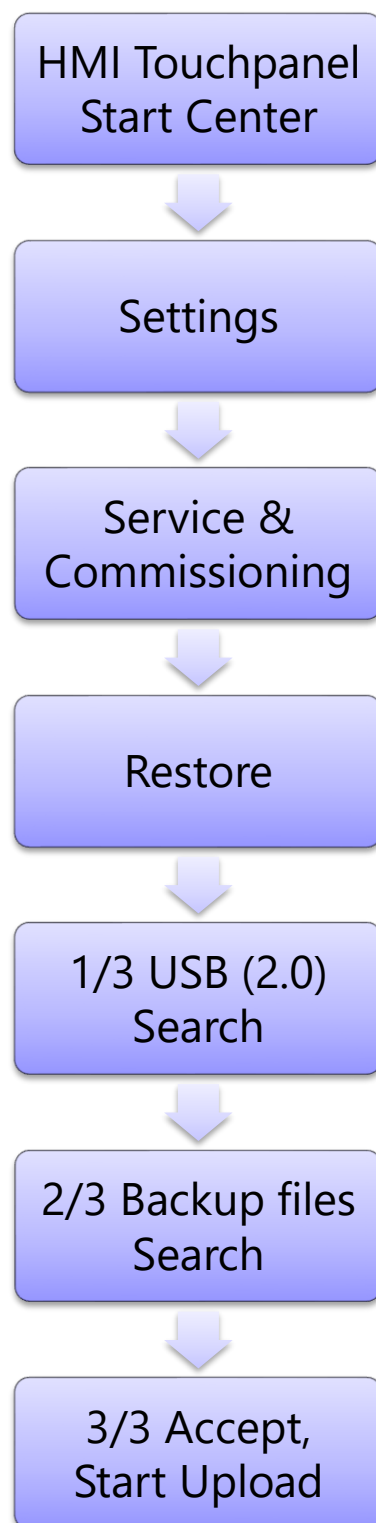 HMI Touchpanel
Start Center
Settings
Service &
Commissioning
Restore
1/3 USB (2.0)
Search
2/3 Backup files
Search
3/3 Accept,
Start Upload